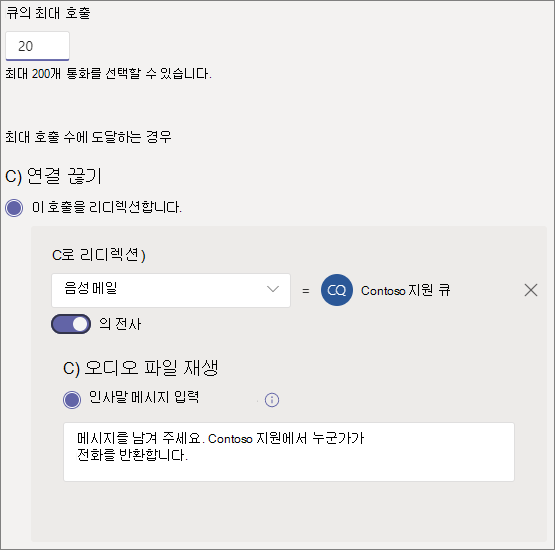 큐의 최대 호출
20
최대 200개 통화를 선택할 수 있습니다.
최대 호출 수에 도달하는 경우
C) 연결 끊기
이 호출을 리디렉션합니다.
C로 리디렉션)
음성 메일 = CQ Contoso 지원 큐
의 전사
C) 오디오 파일 재생
인사말 메시지 입력
메시지를 남겨 주세요. Contoso 지원에서 누군가가
전화를 반환합니다.